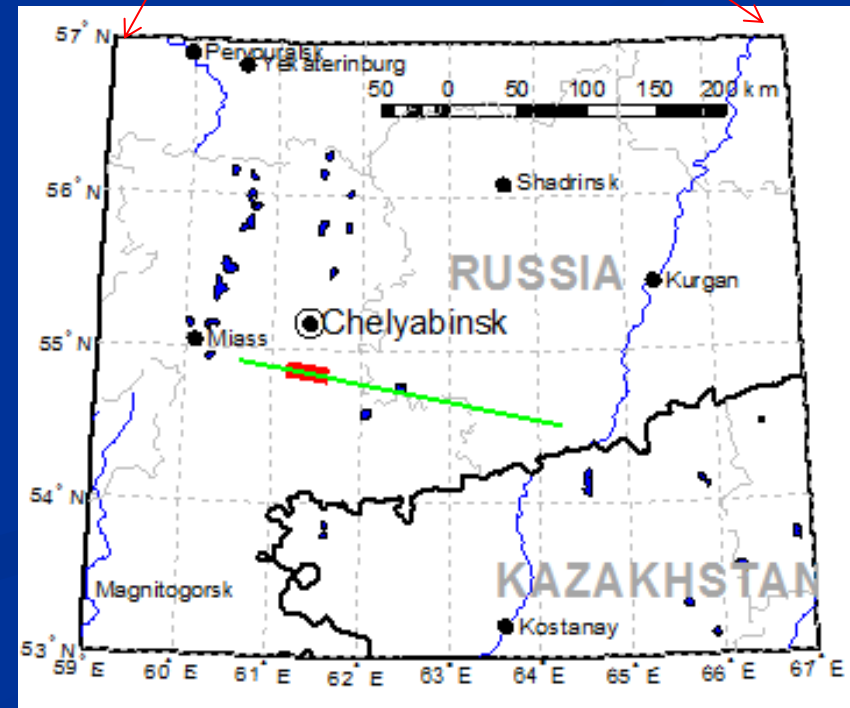 57° N
Pervouralsk
Yekaterinburg
50 0 50 100 150 200 km
56° N
Shadrinsk
RUSSIA
Kurgan
Chelyabinsk
Miass
55° N
54° N
KAZAKHSTAN
Magnitogorsk
Kostanay
53° N
59° E 60° E 61° E 62° E 63° E 64° E 65° E 66° E 67° E